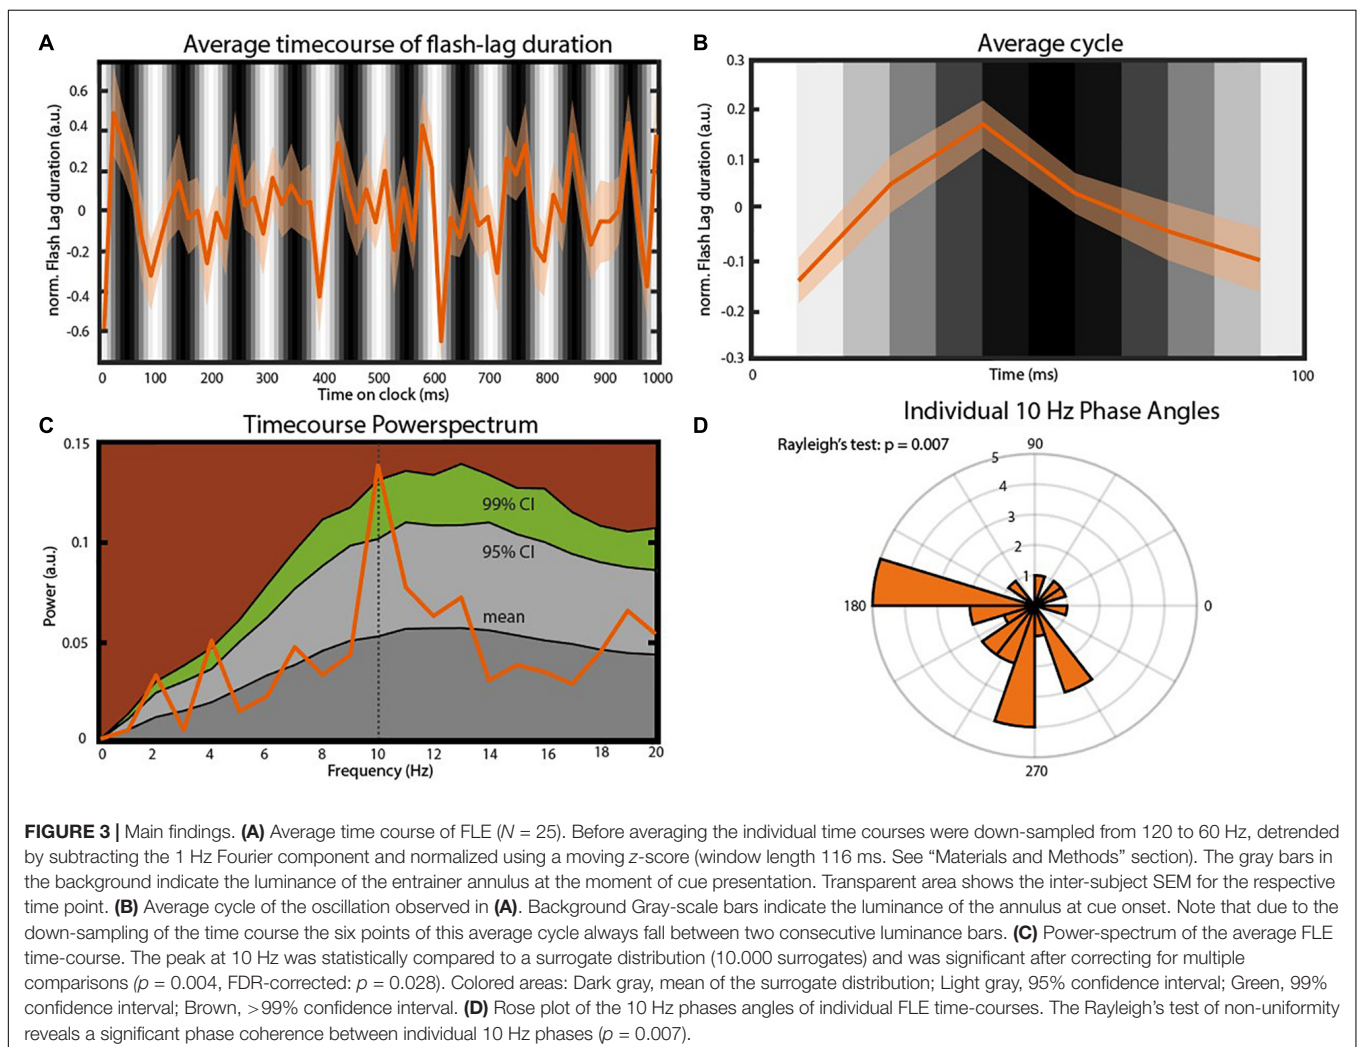 A
Average timecourse of flash-lag duration
norm. Flash Lag duration (a.u.)
0.6
0.4
0.2
0
-0.2
-0.4
-0.6
0 100 200 300 400 500 600 700 800 900 1000
Time on clock (ms)
B
Average cycle
norm. Flash Lag duration (a.u.)
0.3
0.2
0.1
0
-0.1
-0.2
-0.3
0 Time (ms) 100
C
Timecourse Powerspectrum
Power (a.u.)
0.15
0.1
0.05
0
99% CI
95% CI
mean
0 2 4 6 8 10 12 14 16 18 20
Frequency (Hz)
D
Individual 10 Hz Phase Angles
Rayleigh's test: p = 0.007
90
5
4
3
2
1
180
0
270
FIGURE 3 | Main findings. (A) Average time course of FLE (N = 25). Before averaging the individual time courses were down-sampled from 120 to 60 Hz, detrended
by subtracting the 1 Hz Fourier component and normalized using a moving z-score (window length 116 ms. See “Materials and Methods” section). The gray bars in
the background indicate the luminance of the entrainer annulus at the moment of cue presentation. Transparent area shows the inter-subject SEM for the respective
time point. (B) Average cycle of the oscillation observed in (A). Background Gray-scale bars indicate the luminance of the annulus at cue onset. Note that due to the
down-sampling of the time course the six points of this average cycle always fall between two consecutive luminance bars. (C) Power-spectrum of the average FLE
time-course. The peak at 10 Hz was statistically compared to a surrogate distribution (10.000 surrogates) and was significant after correcting for multiple
comparisons (p = 0.004, FDR-corrected: p = 0.028). Colored areas: Dark gray, mean of the surrogate distribution; Light gray, 95% confidence interval; Green, 99%
confidence interval; Brown, >99% confidence interval. (D) Rose plot of the 10 Hz phases angles of individual FLE time-courses. The Rayleigh's test of non-uniformity
reveals a significant phase coherence between individual 10 Hz phases (p = 0.007).